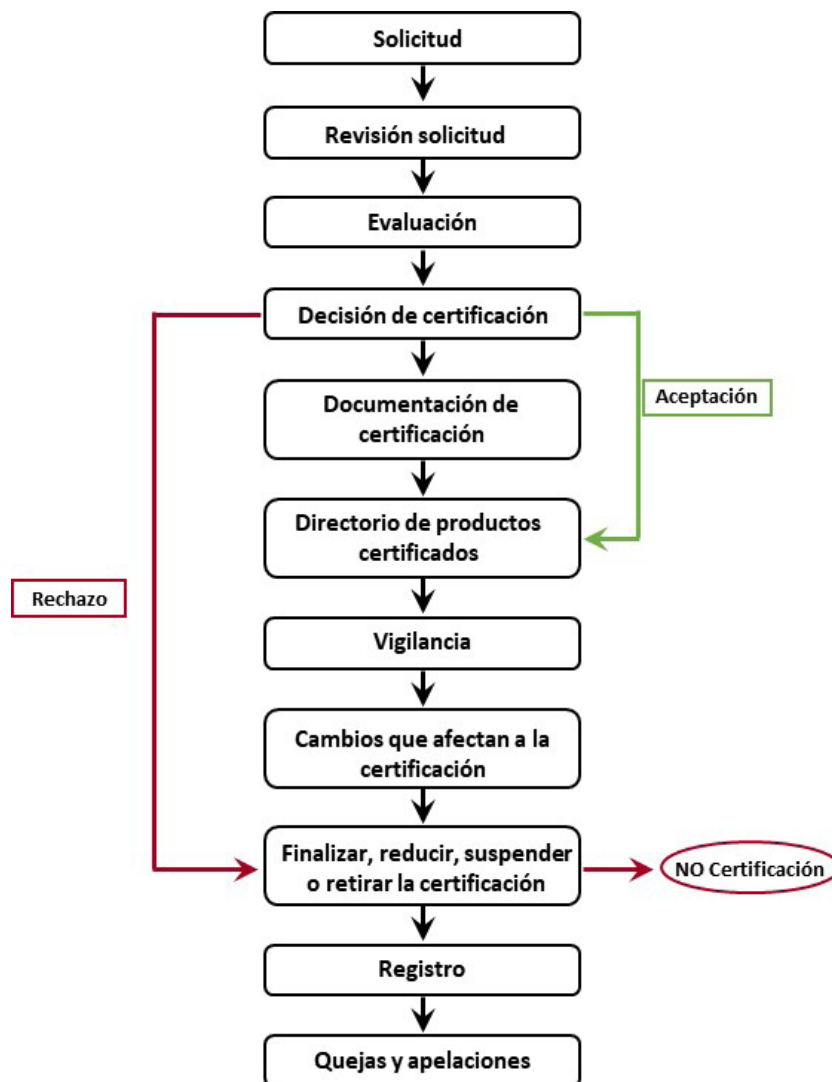 Solicitud
Revisión solicitud
Evaluación
Decisión de certificación
Documentación de
certificación
Aceptación
Directorio de productos
certificados
Rechazo
Vigilancia
Cambios que afectan a la
certificación
Finalizar, reducir, suspender
o retirar la certificación
NO Certificación
Registro
Quejas y apelaciones